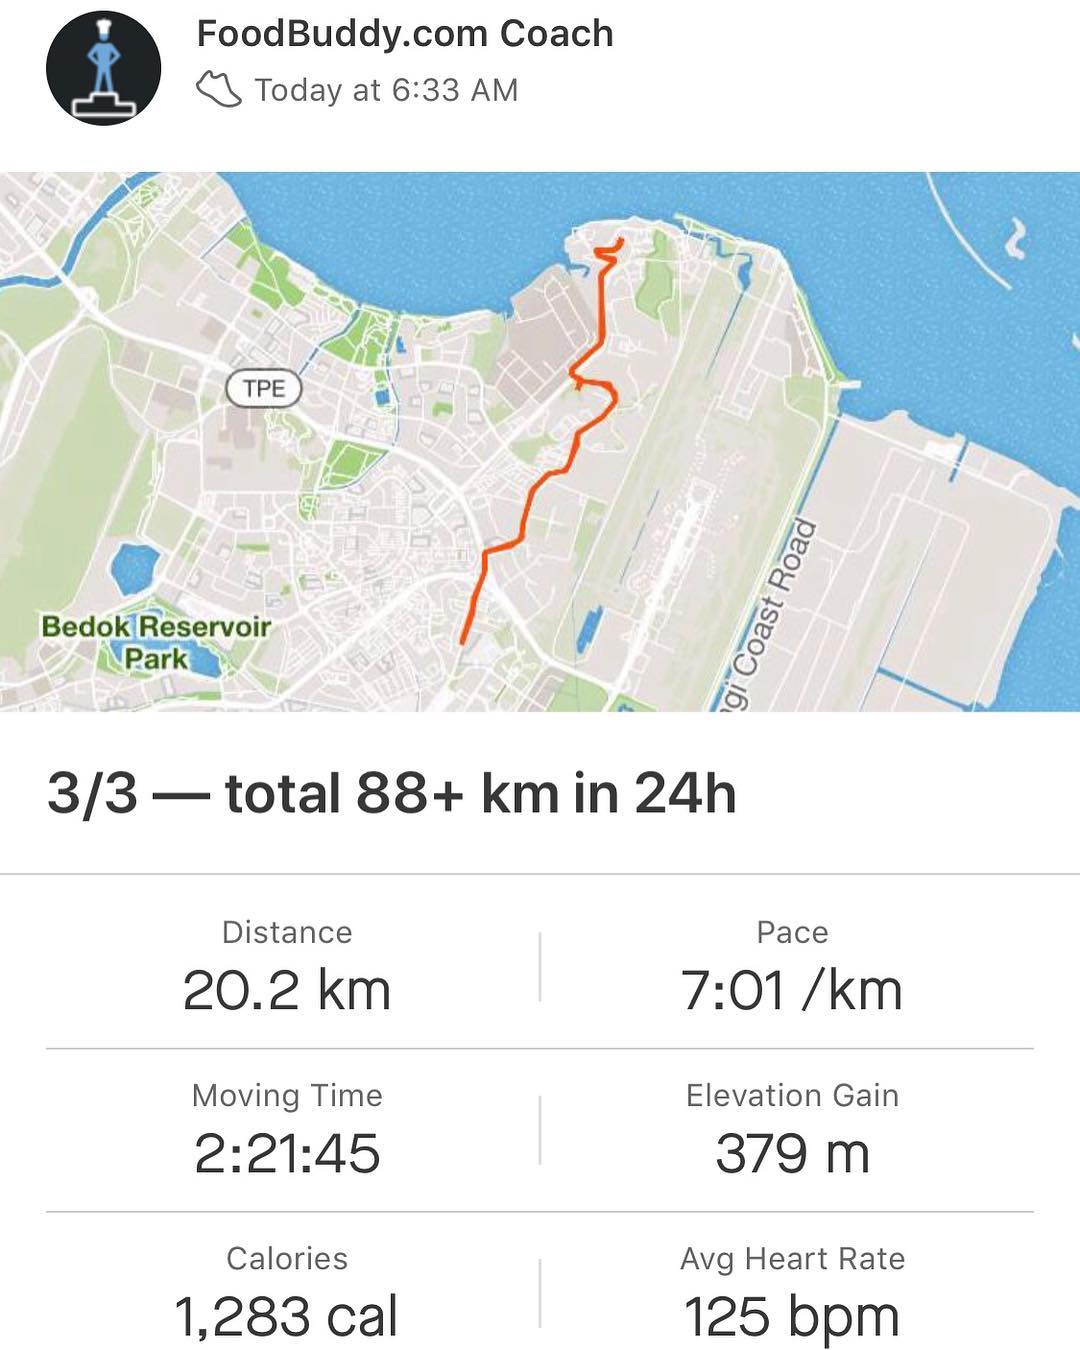 FoodBuddy.com Coach
Today at 6:33 AM
TPE
Bedok Reservoir
Park
ngi Coast Road
3/3 — total 88+ km in 24h
Distance
20.2 km
Pace
7:01 /km
Moving Time
2:21:45
Elevation Gain
379 m
Calories
1,283 cal
Avg Heart Rate
125 bpm